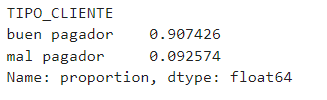 TIPO_CLIENTE
buen pagador    0.907426
mal pagador     0.092574
Name: proportion, dtype: float64